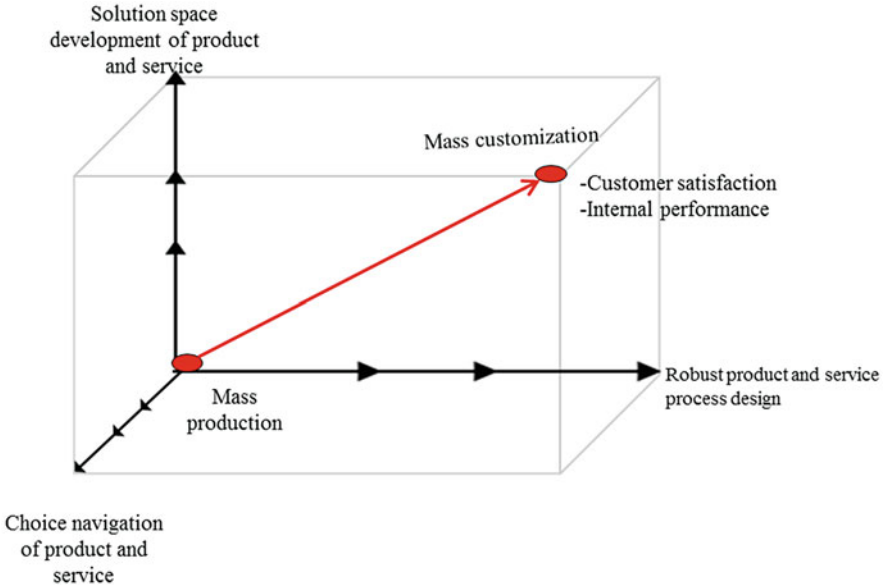 Solution space
development of product
and service
Mass customization
-Customer satisfaction
-Internal performance
Robust product and service
process design
Mass
production
Choice navigation
of product and
service